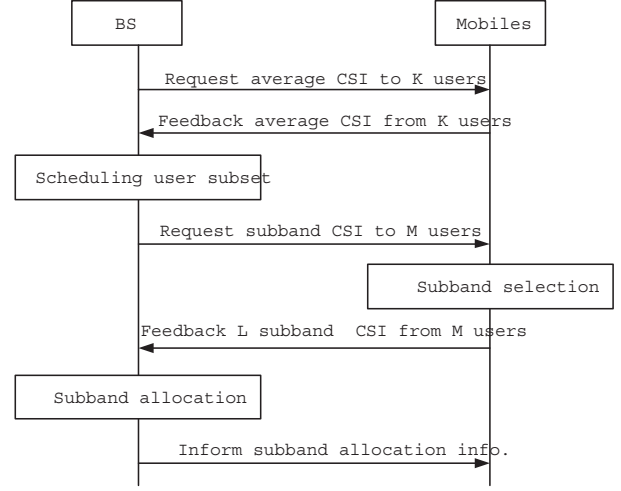 BS
Mobiles
Request average CSI to K users
Feedback average CSI from K users
Scheduling user subset
Request subband CSI to M users
Subband selection
Feedback L subband CSI from M users
Subband allocation
Inform subband allocation info.